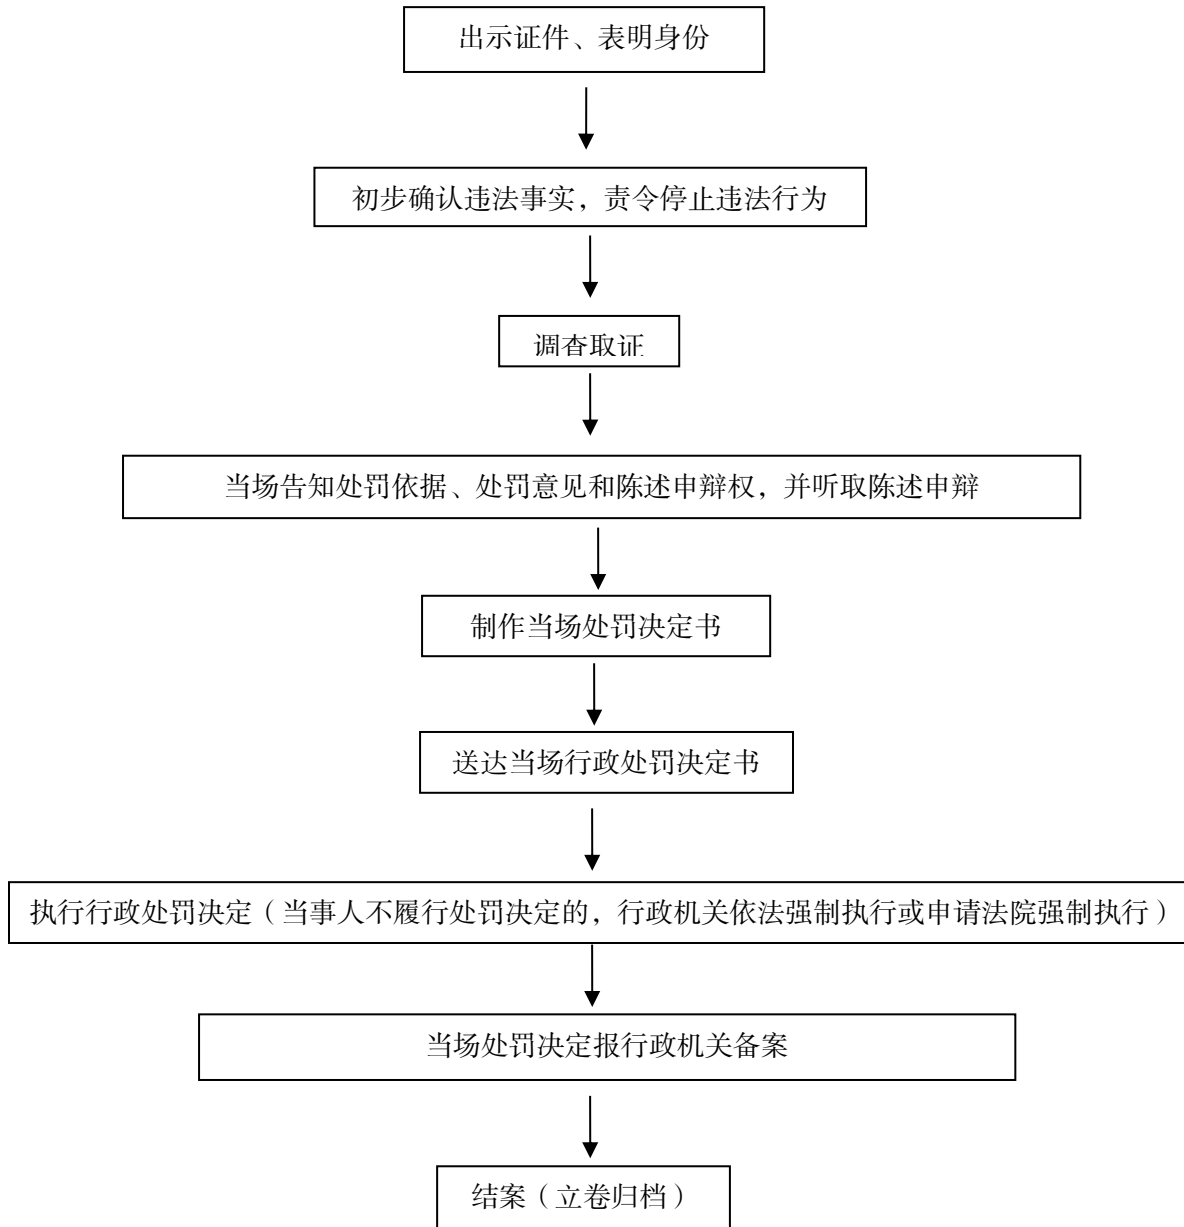 出示证件、表明身份
初步确认违法事实，责令停止违法行为
调查取证
当场告知处罚依据、处罚意见和陈述申辩权，并听取陈述申辩
制作当场处罚决定书
送达当场行政处罚决定书
执行行政处罚决定（当事人不履行处罚决定的，行政机关依法强制执行或申请法院强制执行）
当场处罚决定报行政机关备案
结案（立卷归档）